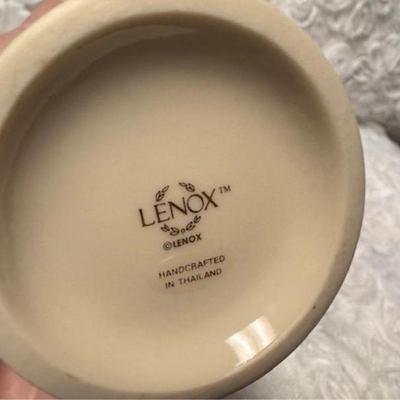 LENOX™
©LENOX
HANDCRAFTED
IN THAILAND